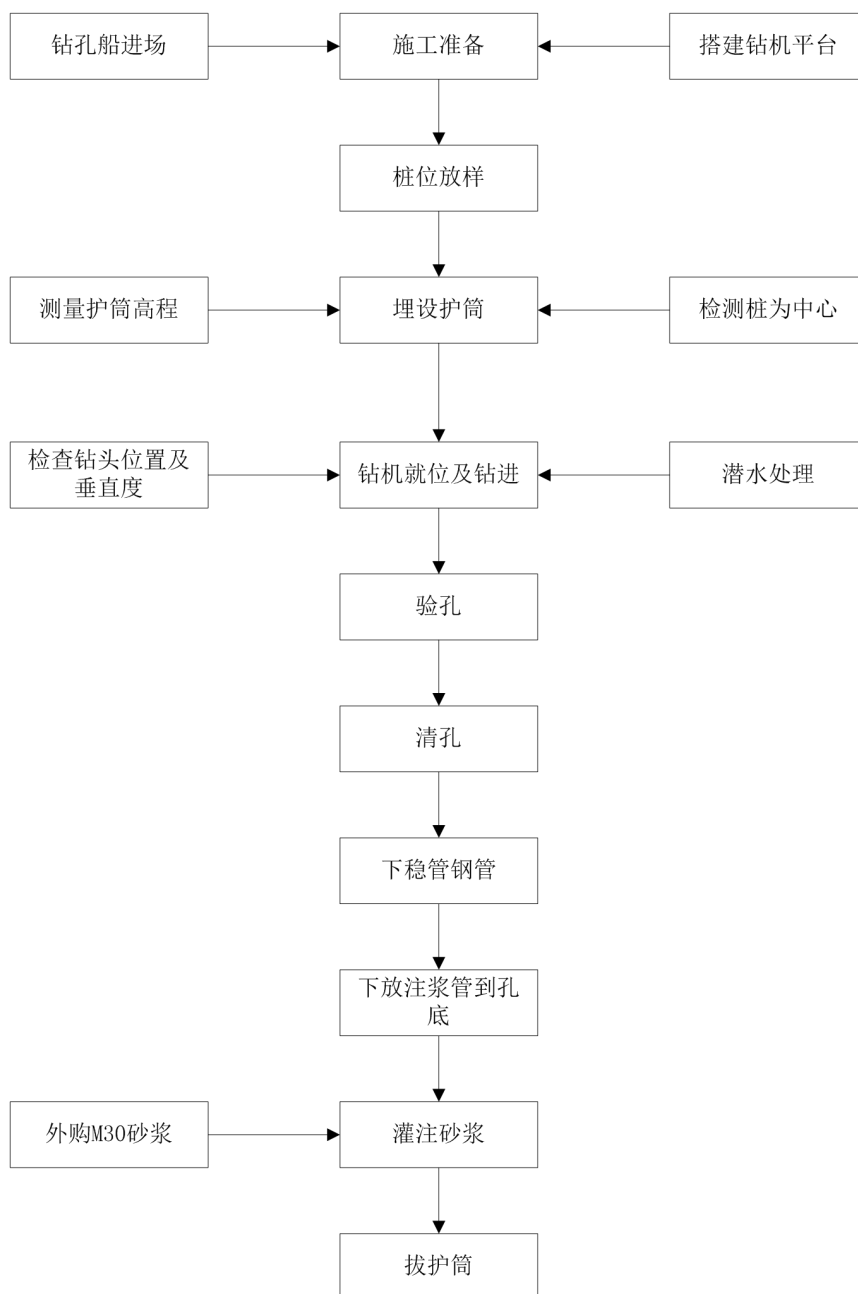 钻孔船进场
施工准备
搭建钻机平台
桩位放样
测量护筒高程
埋设护筒
检测桩为中心
检查钻头位置及
垂直度
钻机就位及钻进
潜水处理
验孔
清孔
下稳管钢管
下放注浆管到孔
底
外购M30砂浆
灌注砂浆
拔护筒